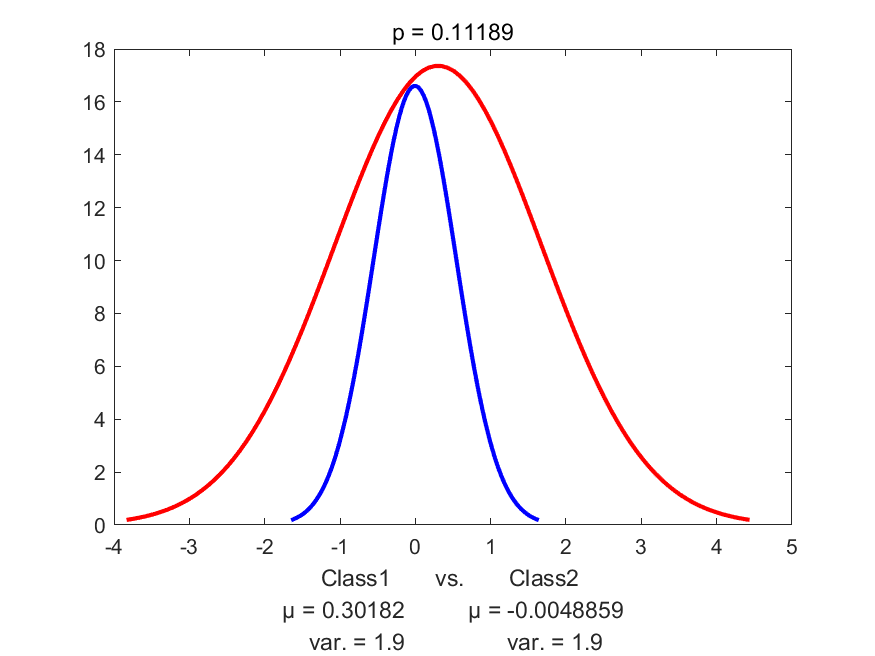 p = 0.11189
18
16
14
12
10
8
6
4
2
0
-4 -3 -2 -1 0 1 2 3 4 5
Class1 vs. Class2
μ = 0.30182 μ = -0.0048859
var. = 1.9 var. = 1.9